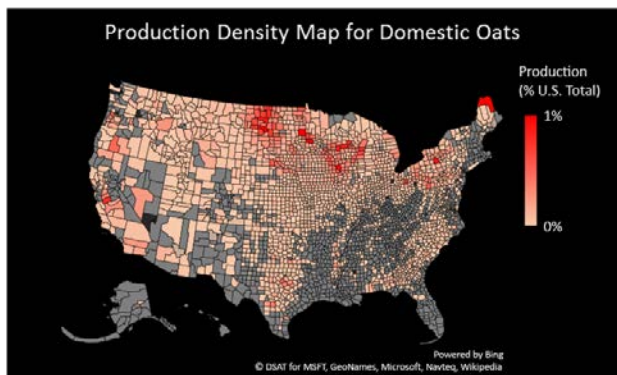 Production Density Map for Domestic Oats
Production
(% U.S. Total)
1%
0%
Powered by Bing
© DSAT for MSFT, GeoNames, Microsoft, Navteq, Wikipedia